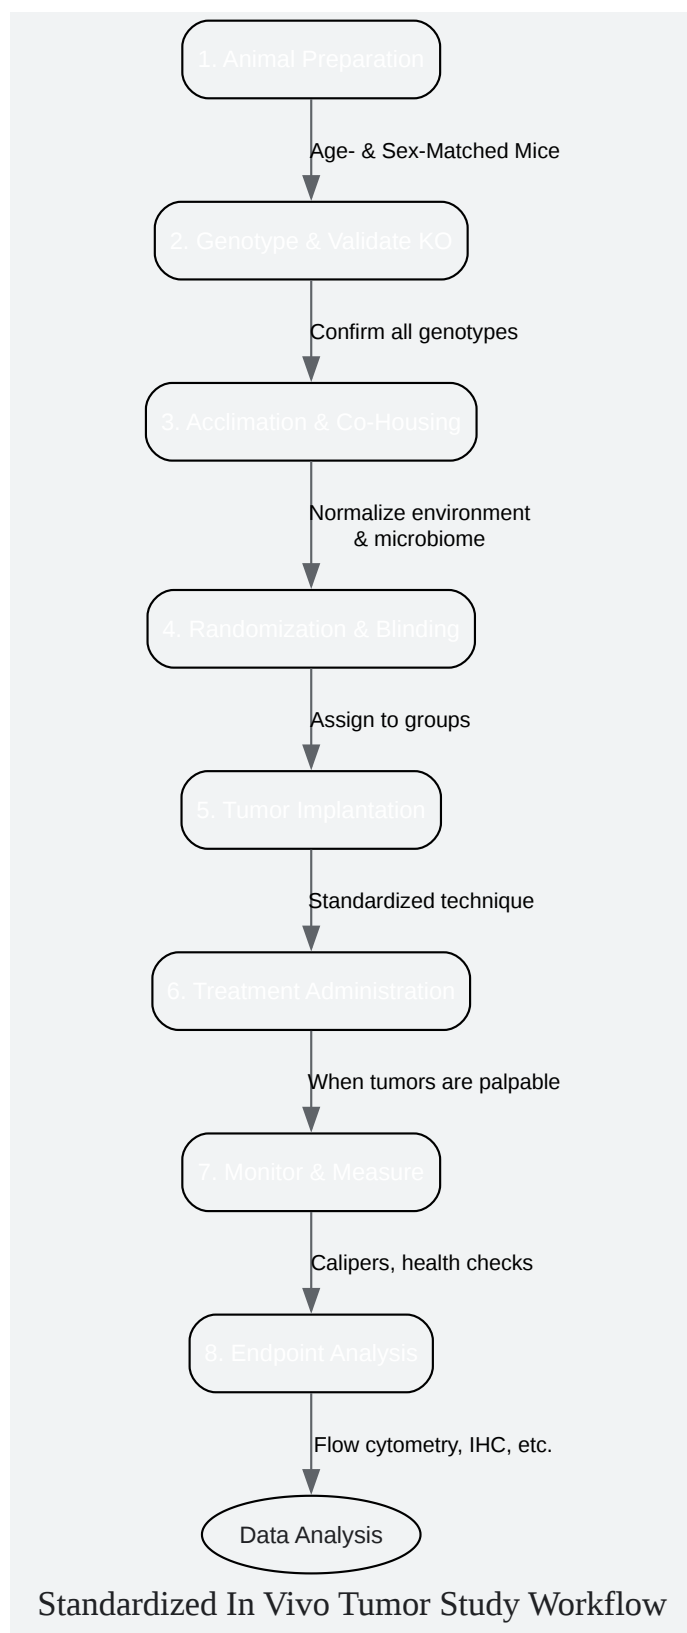 1. Animal Preparation
Age- & Sex-Matched Mice
2. Genotype & Validate KO
Confirm all genotypes
3. Acclimation & Co-Housing
Normalize environment
& microbiome
4. Randomization & Blinding
Assign to groups
5. Tumor Implantation
Standardized technique
6. Treatment Administration
When tumors are palpable
7. Monitor & Measure
Calipers, health checks
8. Endpoint Analysis
Flow cytometry, IHC, etc.
Data Analysis
Standardized In Vivo Tumor Study Workflow